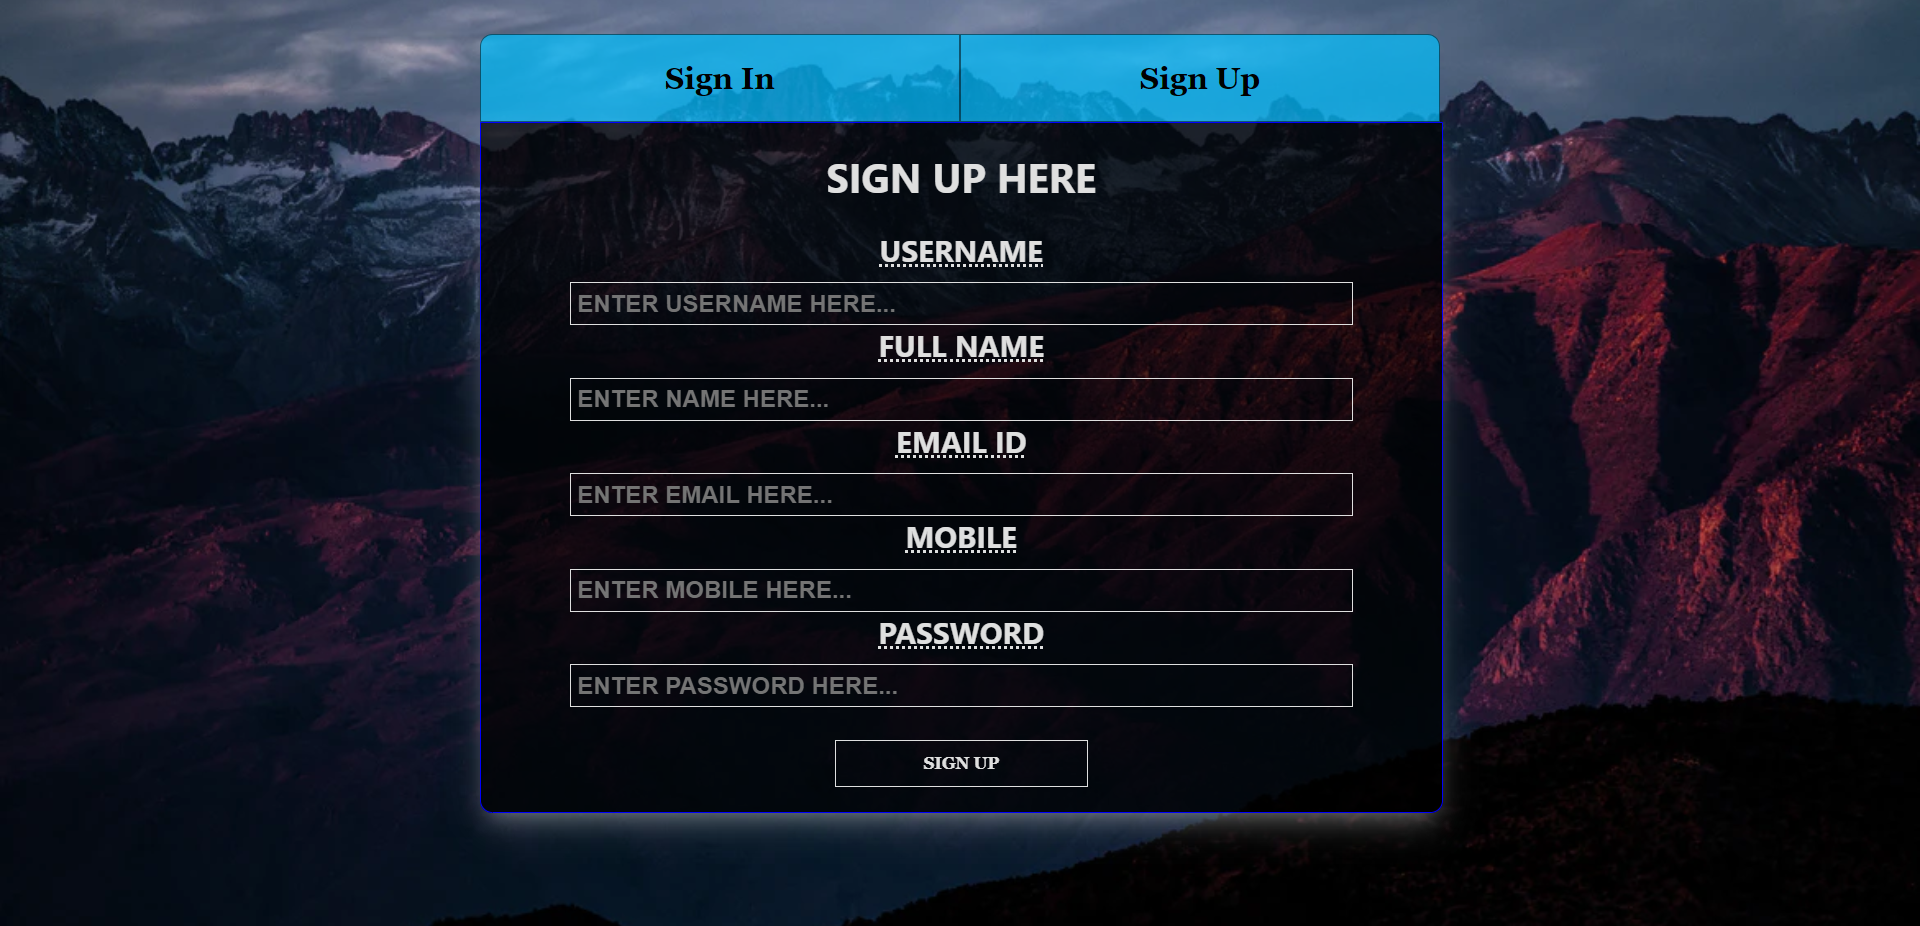 Sign In
Sign Up
SIGN UP HERE
USERNAME
ENTER USERNAME HERE...
FULL NAME
ENTER NAME HERE...
EMAIL ID
ENTER EMAIL HERE...
MOBILE
ENTER MOBILE HERE...
PASSWORD
ENTER PASSWORD HERE...
SIGN UP